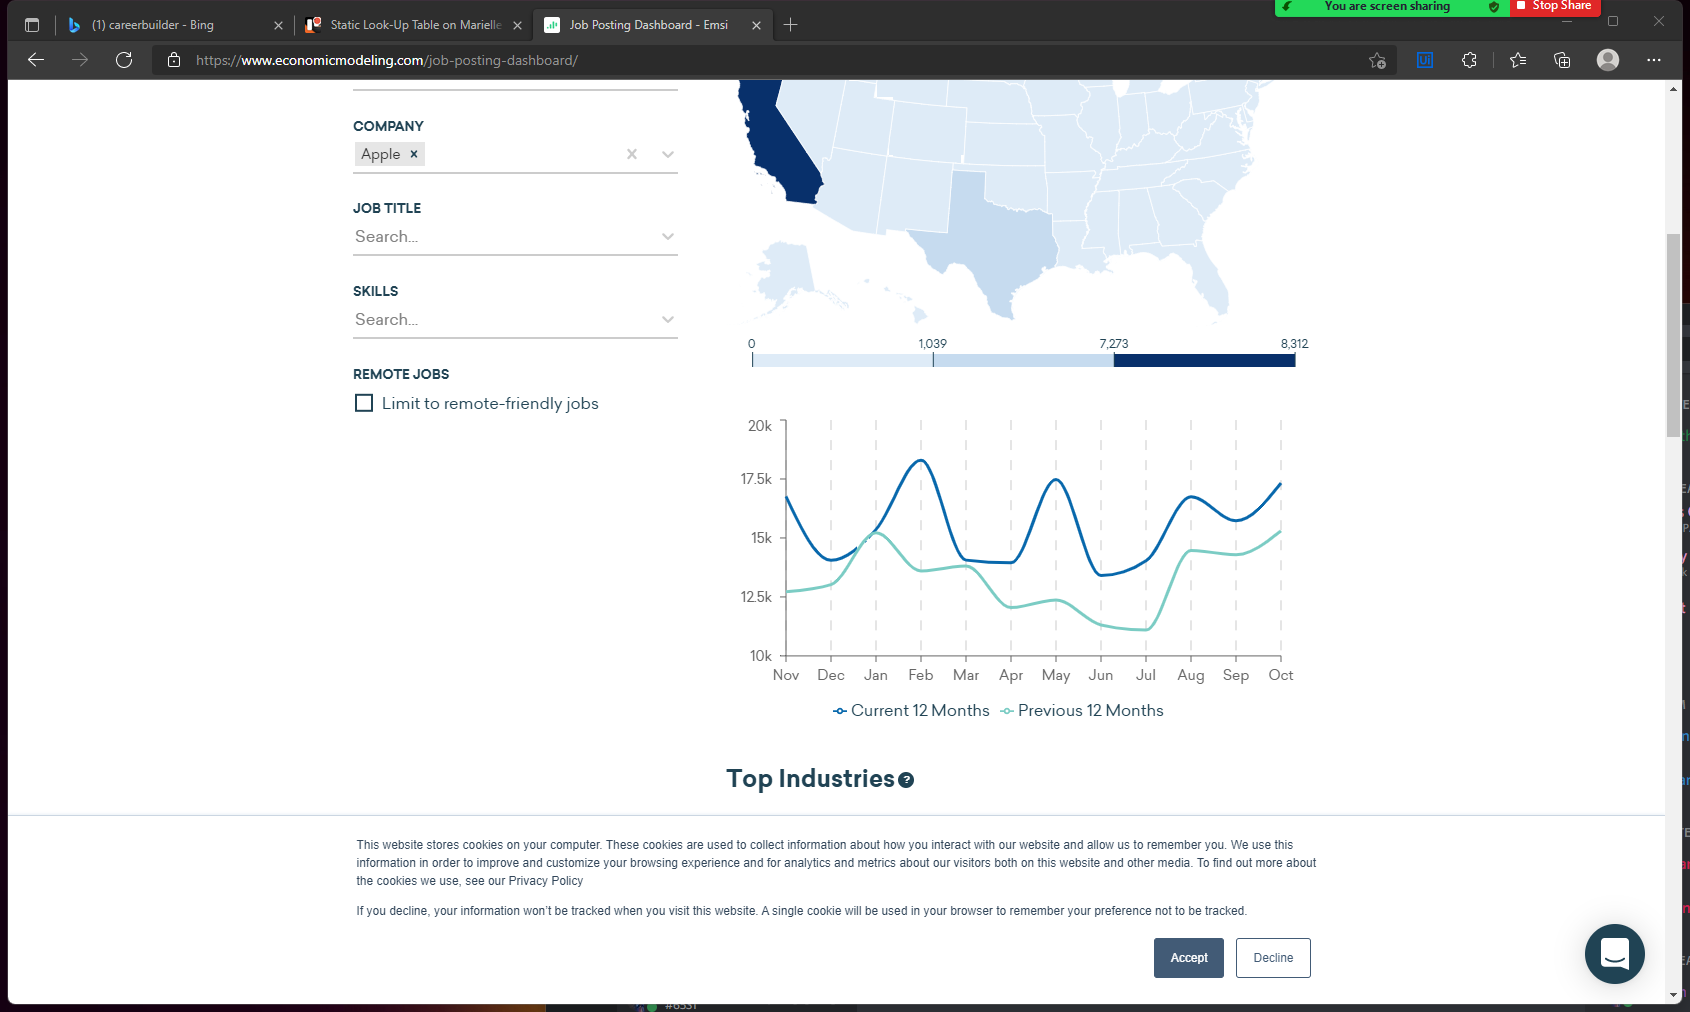 You are screen sharing
Stop Share
(1) careerbuilder - Bing
Static Look-Up Table on Marielle
Job Posting Dashboard - Emsi
https://www.economicmodeling.com/job-posting-dashboard/
COMPANY
Apple
JOB TITLE
Search...
SKILLS
Search...
REMOTE JOBS
Limit to remote-friendly jobs
0 1,039 7,273 8,312
20k
17.5k
15k
12.5k
10k
Nov Dec Jan Feb Mar Apr May Jun Jul Aug Sep Oct
Current 12 Months Previous 12 Months
Top Industries ?
This website stores cookies on your computer. These cookies are used to collect information about how you interact with our website and allow us to remember you. We use this
information in order to improve and customize your browsing experience and for analytics and metrics about our visitors both on this website and other media. To find out more about
the cookies we use, see our Privacy Policy
If you decline, your information won't be tracked when you visit this website. A single cookie will be used in your browser to remember your preference not to be tracked.
Accept
Decline